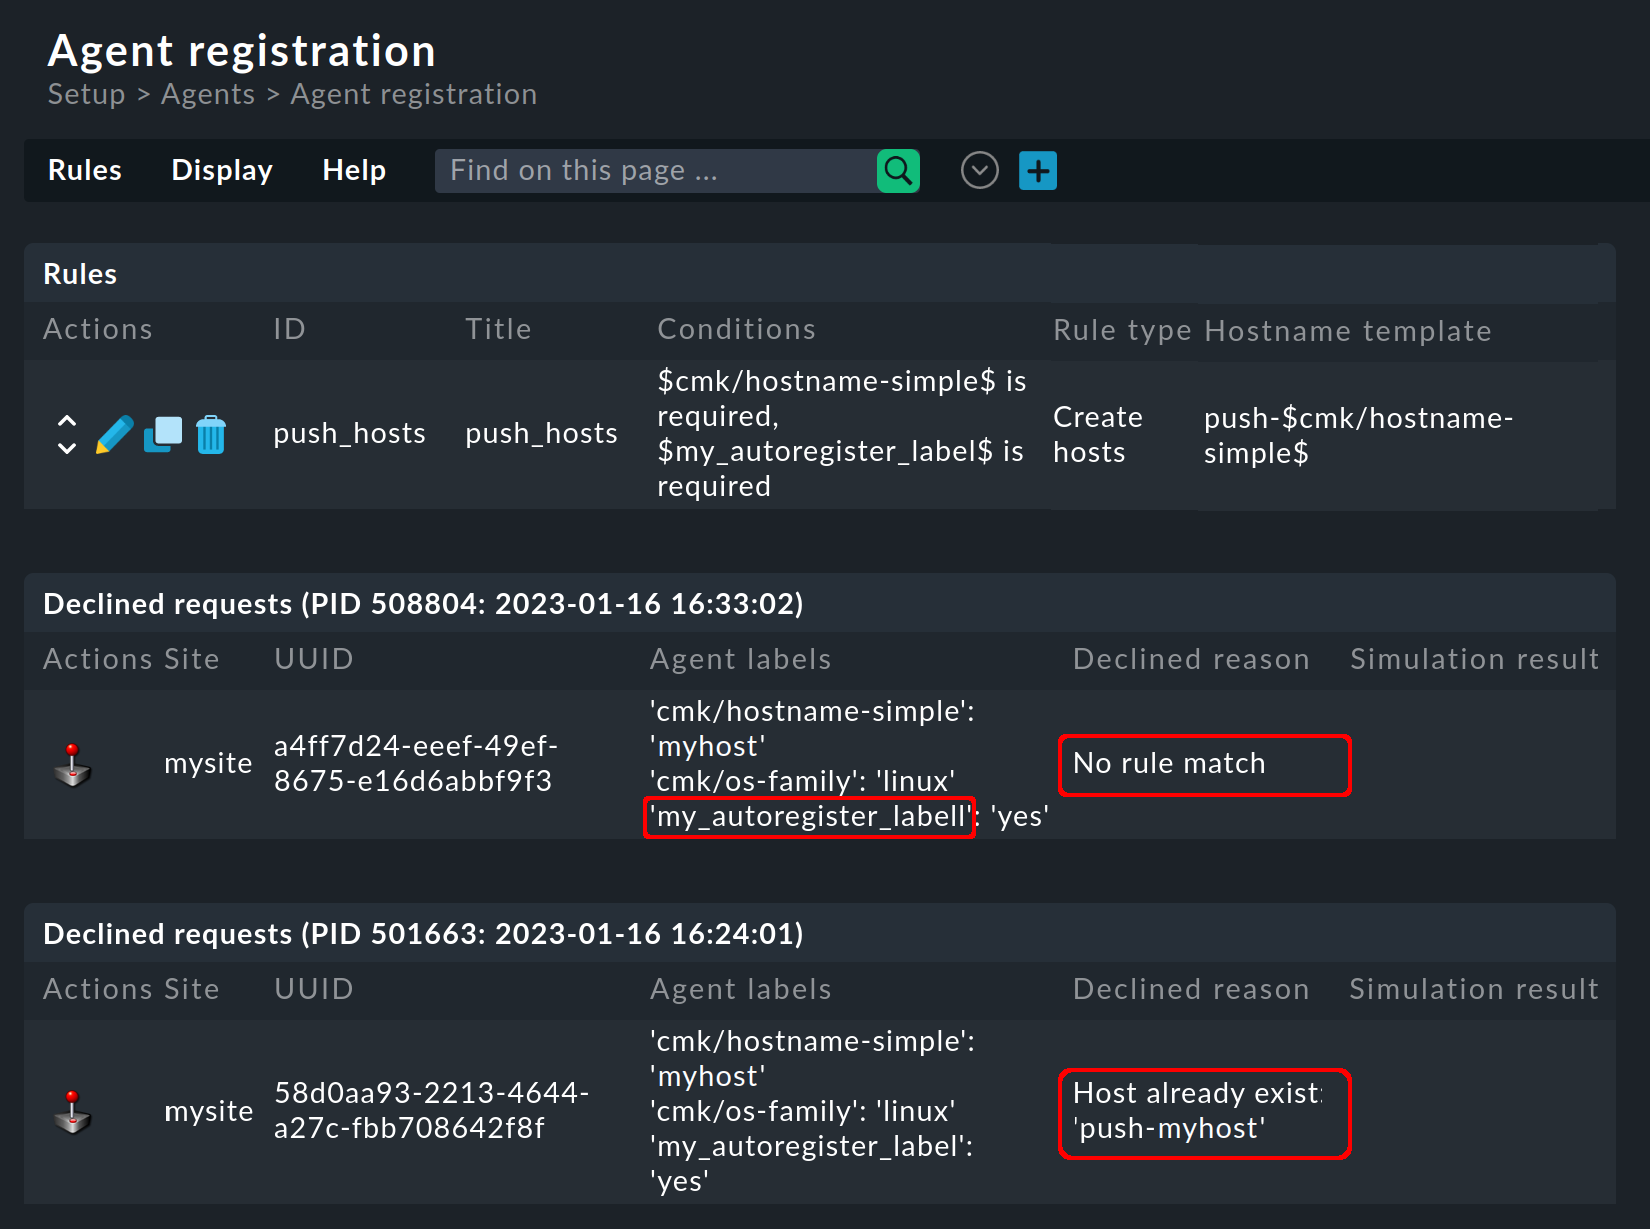 Agent registration
Setup > Agents > Agent registration
Rules Display Help Find on this page ...
Rules
Actions ID Title Conditions Rule type Hostname template
push_hosts push_hosts $cmk/hostname-simple$ is required, $my_autoregister_label$ is required Create hosts push-$cmk/hostname-simple$
Declined requests (PID 508804: 2023-01-16 16:33:02)
Actions Site UUID Agent labels Declined reason Simulation result
mysite a4ff7d24-eeef-49ef-8675-e16d6abbf9f3 'cmk/hostname-simple': 'myhost' 'cmk/os-family': 'linux' 'my_autoregister_labell': 'yes' No rule match
Declined requests (PID 501663: 2023-01-16 16:24:01)
Actions Site UUID Agent labels Declined reason Simulation result
mysite 58d0aa93-2213-4644-a27c-fbb708642f8f 'cmk/hostname-simple': 'myhost' 'cmk/os-family': 'linux' 'my_autoregister_label': 'yes' Host already exist: 'push-myhost'